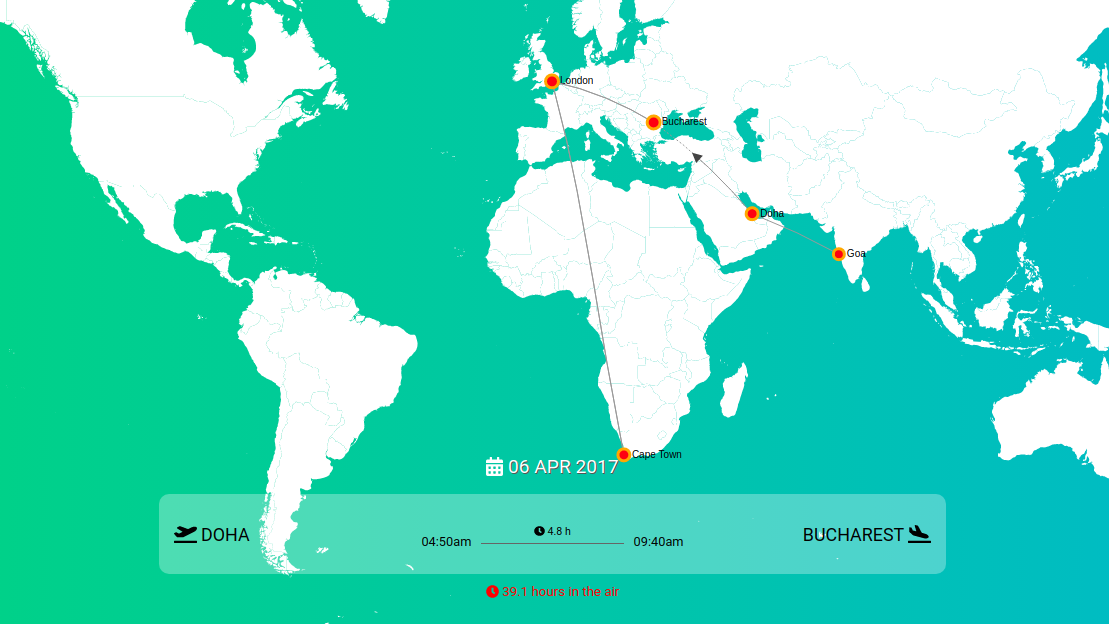 London
Bucharest
Doha
Goa
Cape Town
06 APR 2017
DOHA
04:50am
4.8 h
09:40am
BUCHAREST
39.1 hours in the air